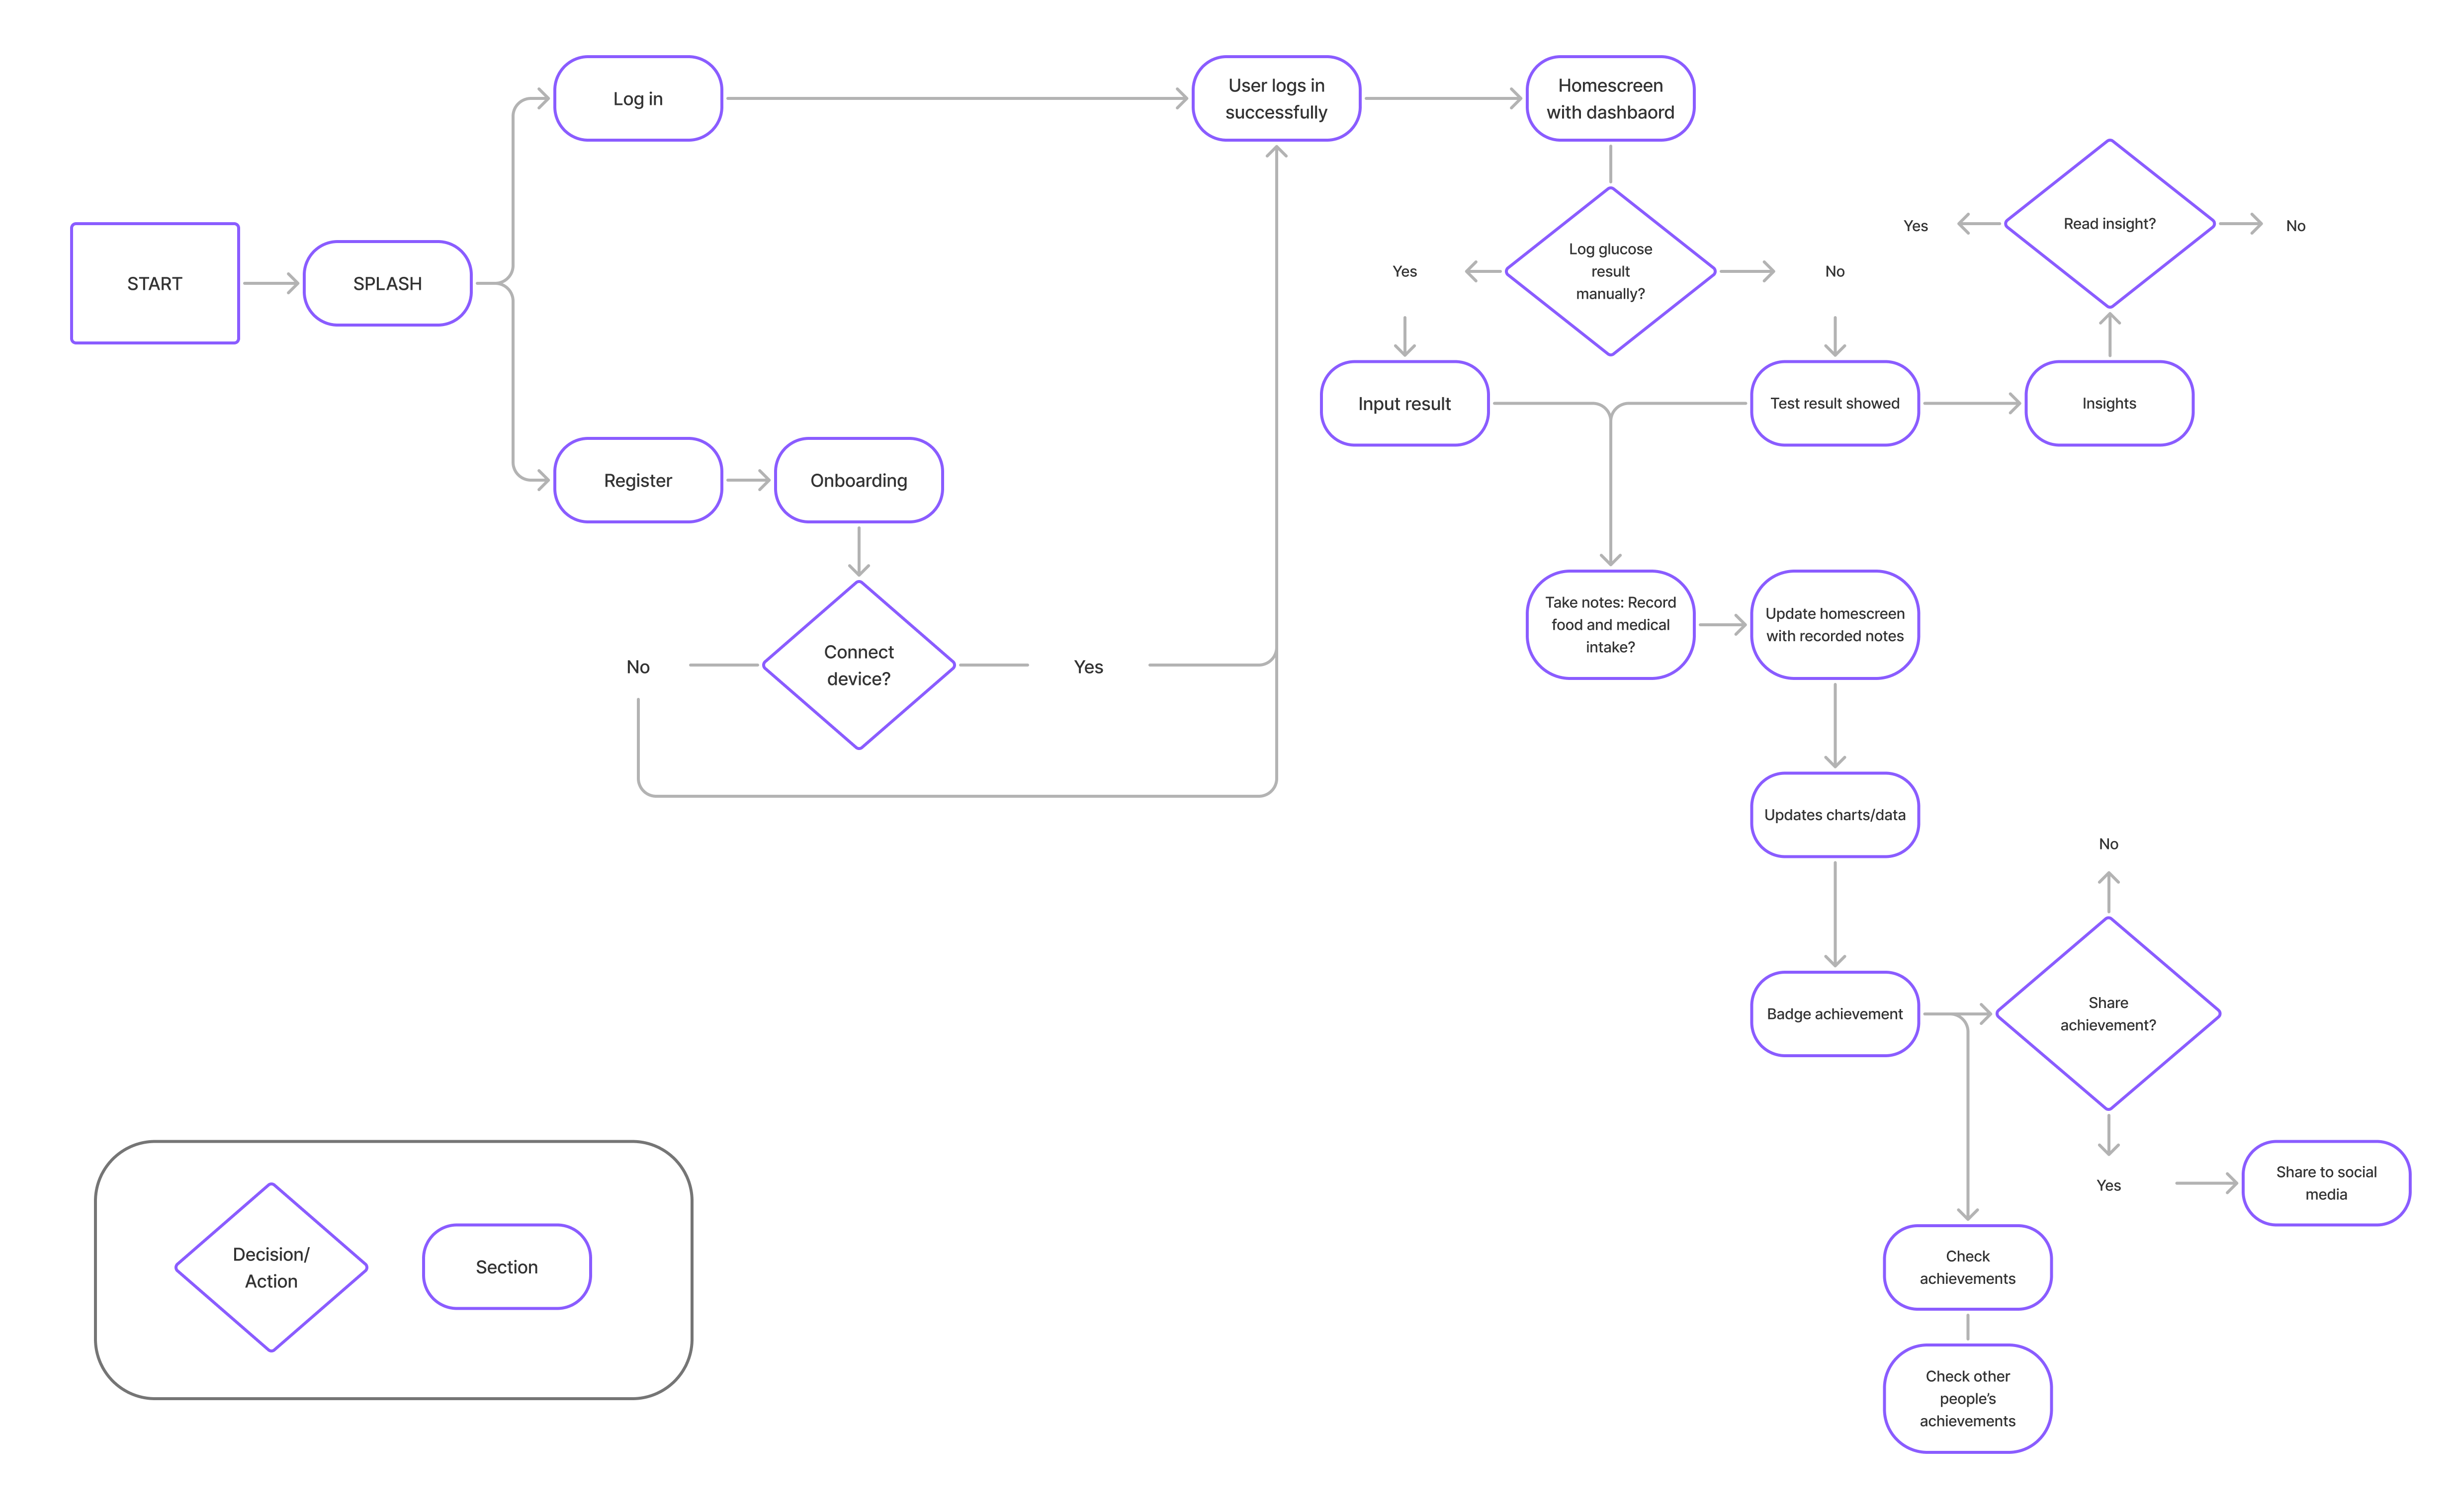 Log in
User logs in
successfully
Homescreen
with dashbaord
START
SPLASH
Log glucose
result
manually?
Yes
No
Read insight?
Yes
No
Input result
Test result showed
Insights
Register
Onboarding
Connect
device?
No
Yes
Take notes: Record
food and medical
intake?
Update homescreen
with recorded notes
Updates charts/data
Badge achievement
Share
achievement?
No
Yes
Share to social
media
Check
achievements
Check other
people’s
achievements
Decision/
Action
Section